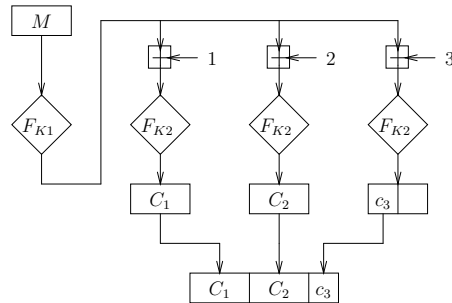 M
1 2 3
F_{K1} F_{K2} F_{K2} F_{K2}
C_1 C_2 c_3
C_1 C_2 c_3